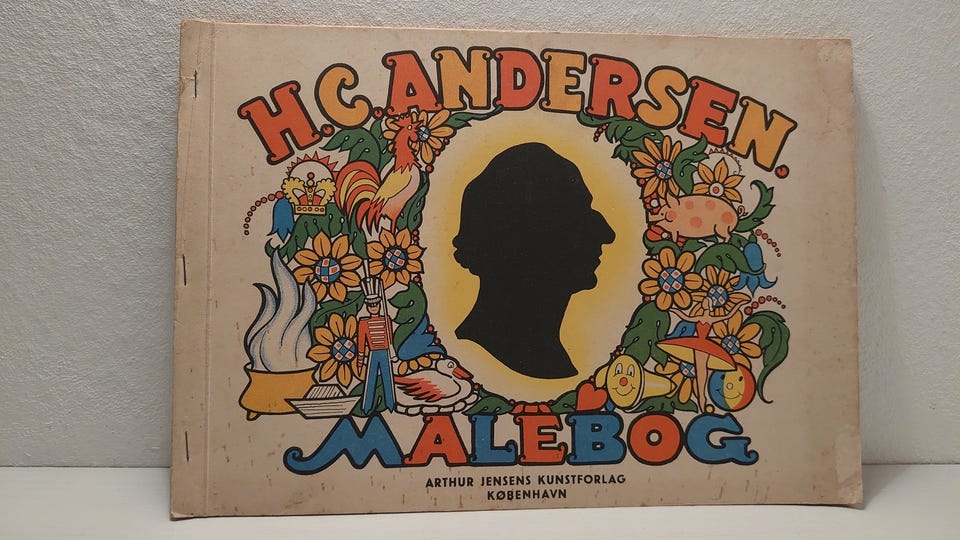 H.C. ANDERSEN.
MALEBOG
ARTHUR JENSENS KUNSTFORLAG
KØBENHAVN